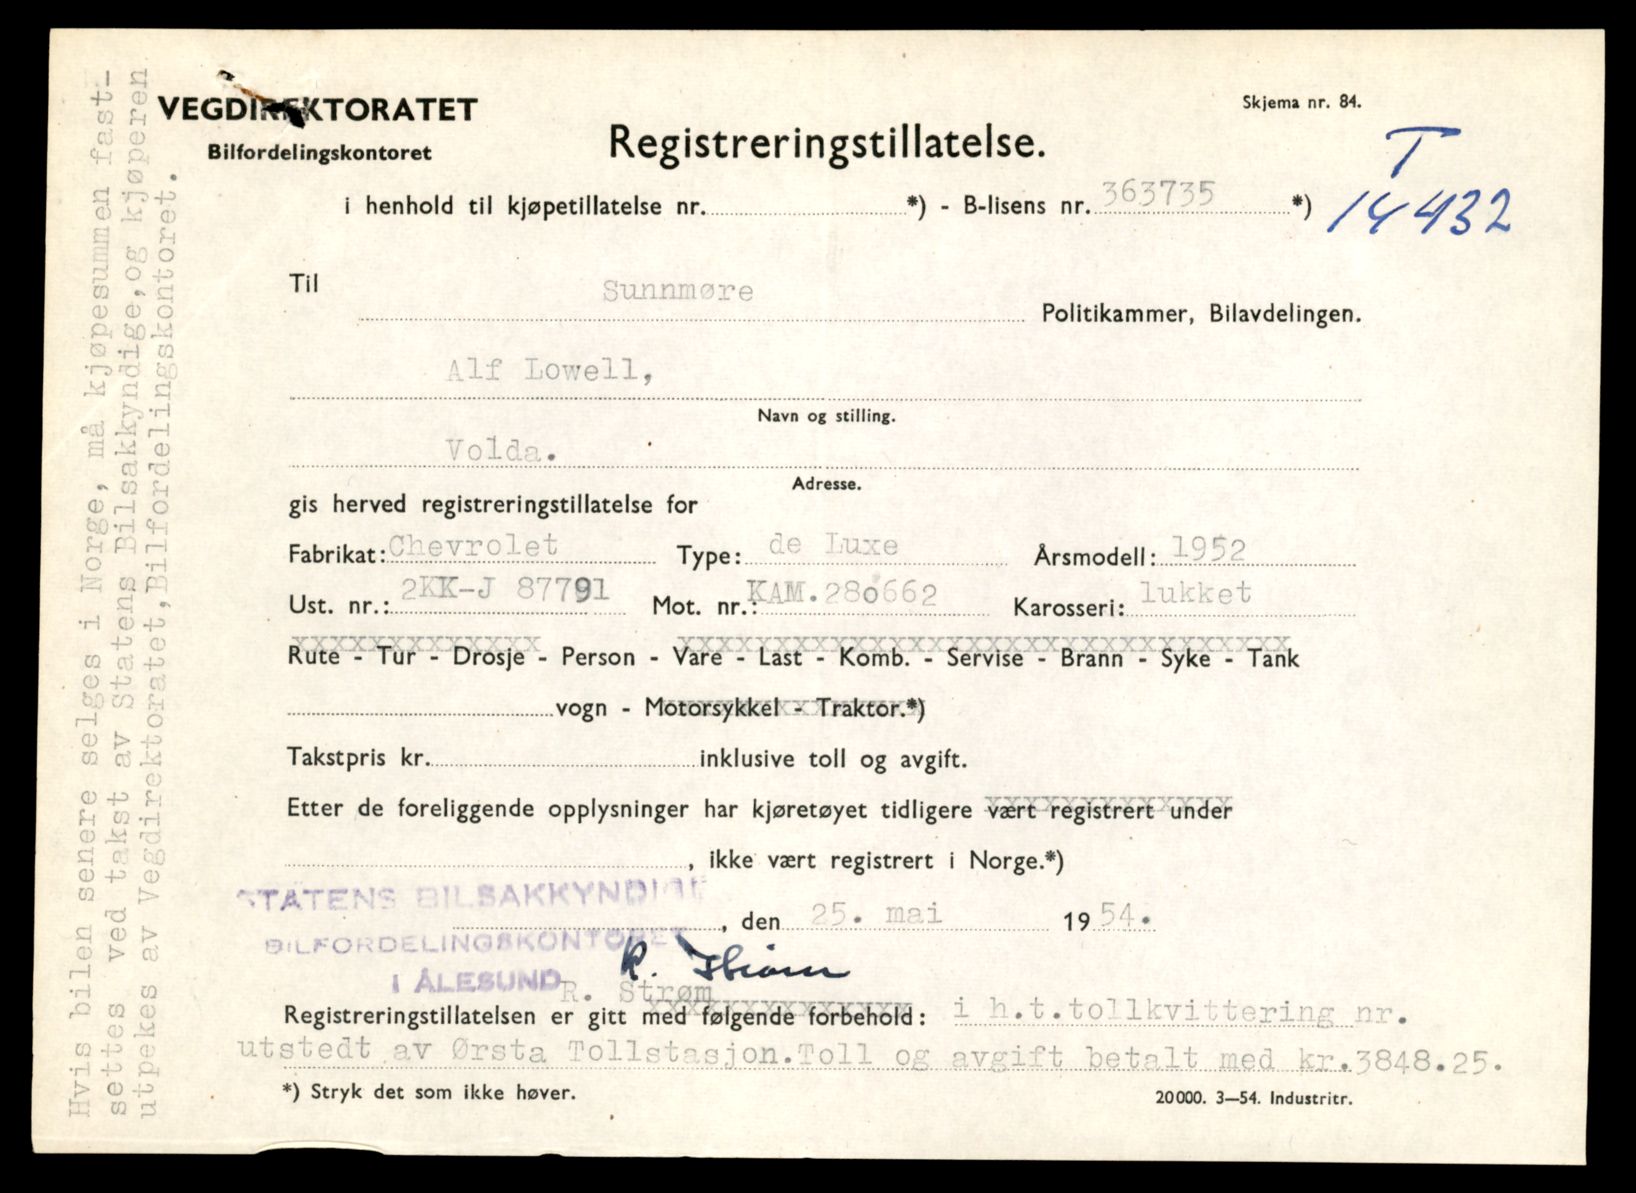 VEGDIREKTORATET
Bilfordelingskontoret
Skjema nr. 84.
Registreringstillatelse.
T
14432
i henhold til kjøpetillatelse nr. *) - B-lisens nr. 363735 *)
Til Sunnmøre Politikammer, Bilavdelingen.
Alf Lowell,
Navn og stilling.
Volda.
Adresse.
gis herved registreringstillatelse for
Fabrikat: Chevrolet Type: de Luxe Årsmodell: 1952
Ust. nr.: 2KK-J 87791 Mot. nr.: KAM.280662 Karosseri: lukket
xxxxxxxxxxxxx xxxxxxxxxxxxxxxxxxxxxxxxxxxxxxxx
Rute - Tur - Drosje - Person - Vare - Last - Komb. - Servise - Brann - Syke - Tank
vogn - Motorsykkel - Traktor.*)
Takstpris kr. inklusive toll og avgift.
Etter de foreliggende opplysninger har kjøretøyet tidligere vært registrert under
, ikke vært registrert i Norge.*)
STATENS BILSAKKYNDIGE
, den 25. mai 1954.
BILFORDELINGSKONTORET
I ÅLESUND
R. Strøm
R. Strøm
Registreringstillatelsen er gitt med følgende forbehold: i h.t.tollkvittering nr.
utstedt av Ørsta Tollstasjon.Toll og avgift betalt med kr.3848.25.
*) Stryk det som ikke høver.
20000. 3—54. Industritr.
Hvis bilen senere selges i Norge, må kjøpesummen fast-
settes ved takst av Statens Bilsakkyndige,og kjøperen
utpekes av Vegdirektoratet,Bilfordelingskontoret.